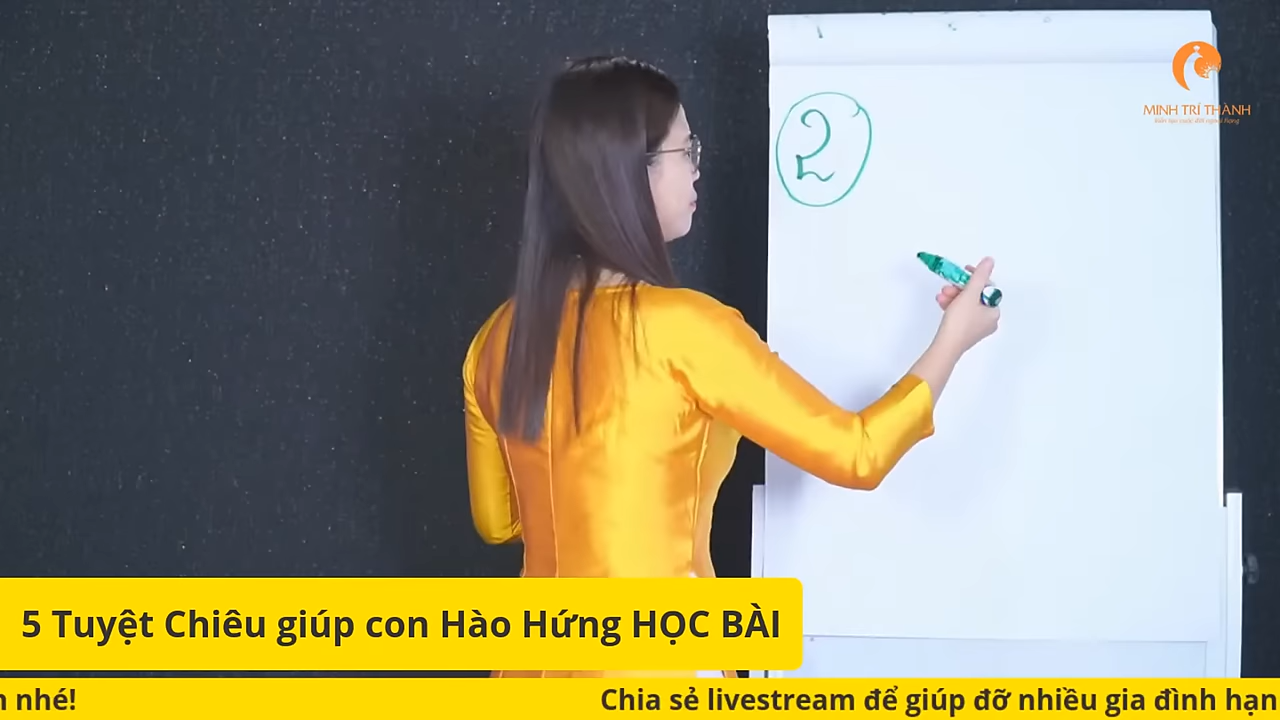 2
MINH TRÍ THÀNH
5 Tuyệt Chiêu giúp con Hào Hứng HỌC BÀI
nhé!
Chia sẻ livestream để giúp đỡ nhiều gia đình hạn